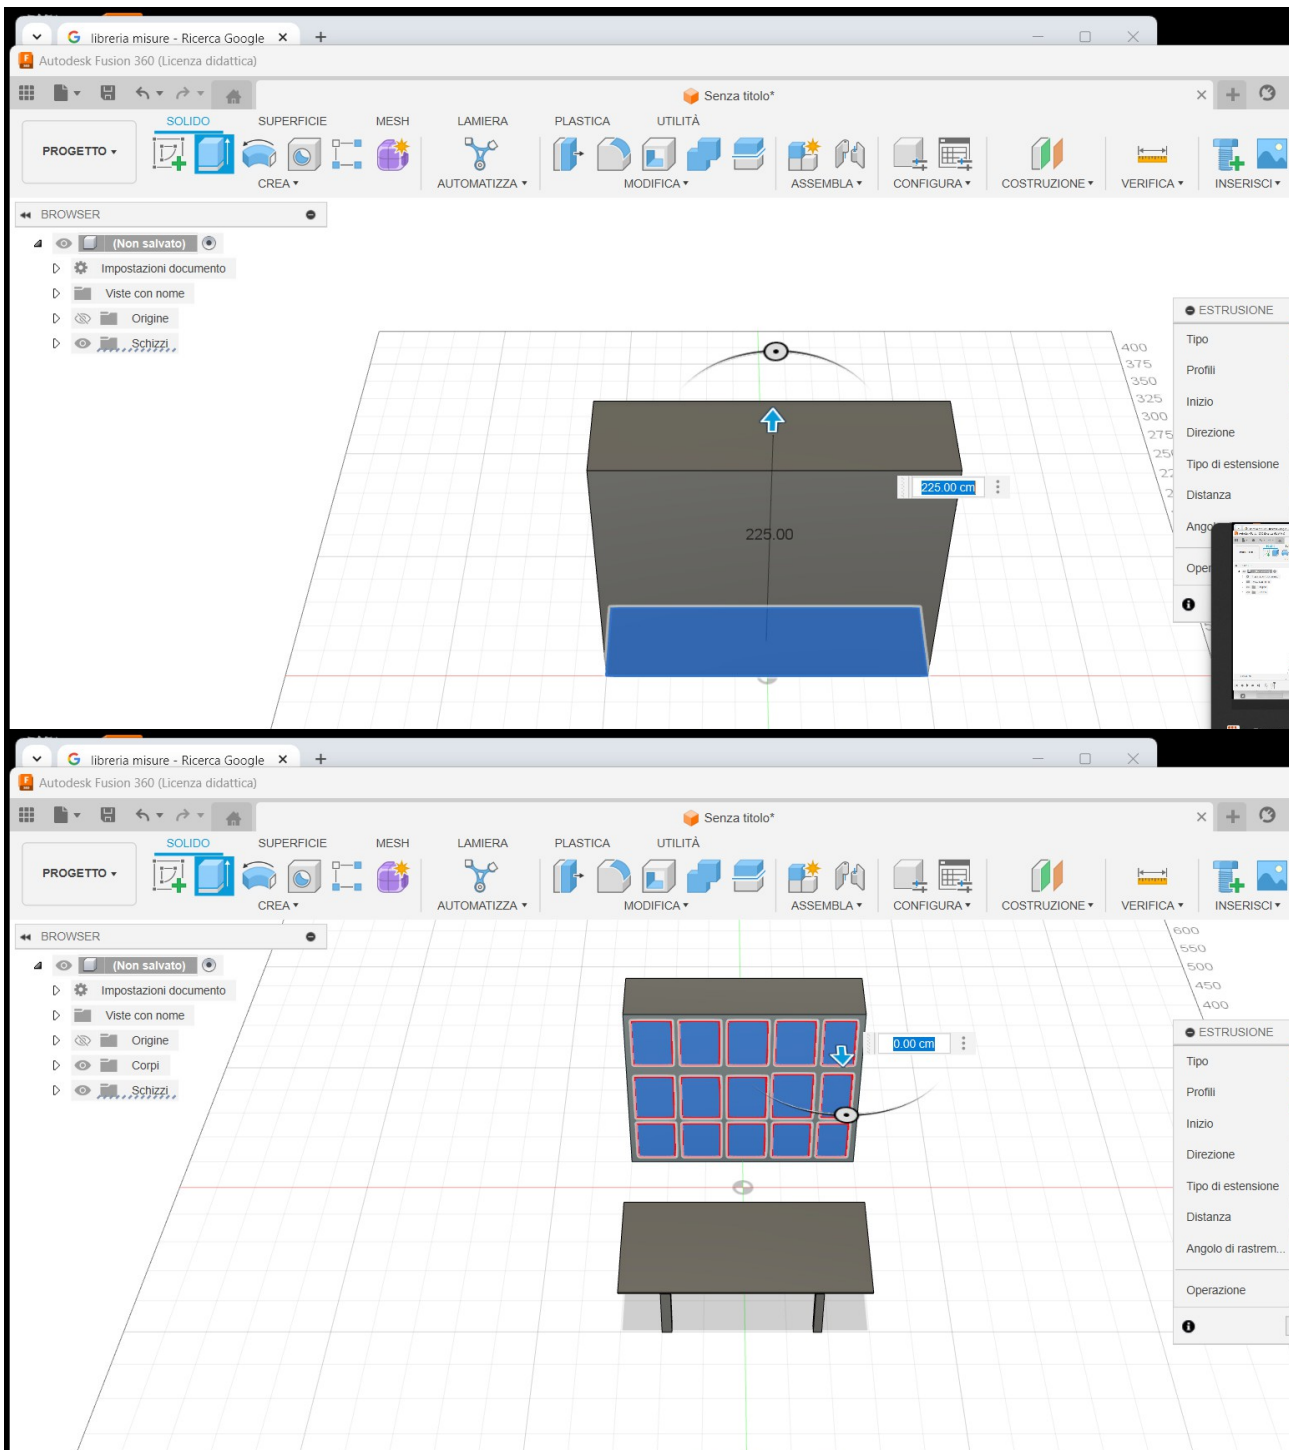 libreria misure - Ricerca Google
Autodesk Fusion 360 (Licenza didattica)
Senza titolo*
SOLIDO SUPERFICIE MESH LAMIERA PLASTICA UTILITÀ
PROGETTO
CREA AUTOMATIZZA MODIFICA ASSEMBLA CONFIGURA COSTRUZIONE VERIFICA INSERISCI
BROWSER
(Non salvato)
Impostazioni documento
Viste con nome
Origine
Schizzi
400
375
350
325
300
275
225.00 cm
225.00
ESTRUSIONE
Tipo
Profili
Inizio
Direzione
Tipo di estensione
Distanza
libreria misure - Ricerca Google
Autodesk Fusion 360 (Licenza didattica)
Senza titolo*
SOLIDO SUPERFICIE MESH LAMIERA PLASTICA UTILITÀ
PROGETTO
CREA AUTOMATIZZA MODIFICA ASSEMBLA CONFIGURA COSTRUZIONE VERIFICA INSERISCI
BROWSER
(Non salvato)
Impostazioni documento
Viste con nome
Origine
Corpi
Schizzi
600
550
500
450
400
0.00 cm
ESTRUSIONE
Tipo
Profili
Inizio
Direzione
Tipo di estensione
Distanza
Angolo di rastrem...
Operazione